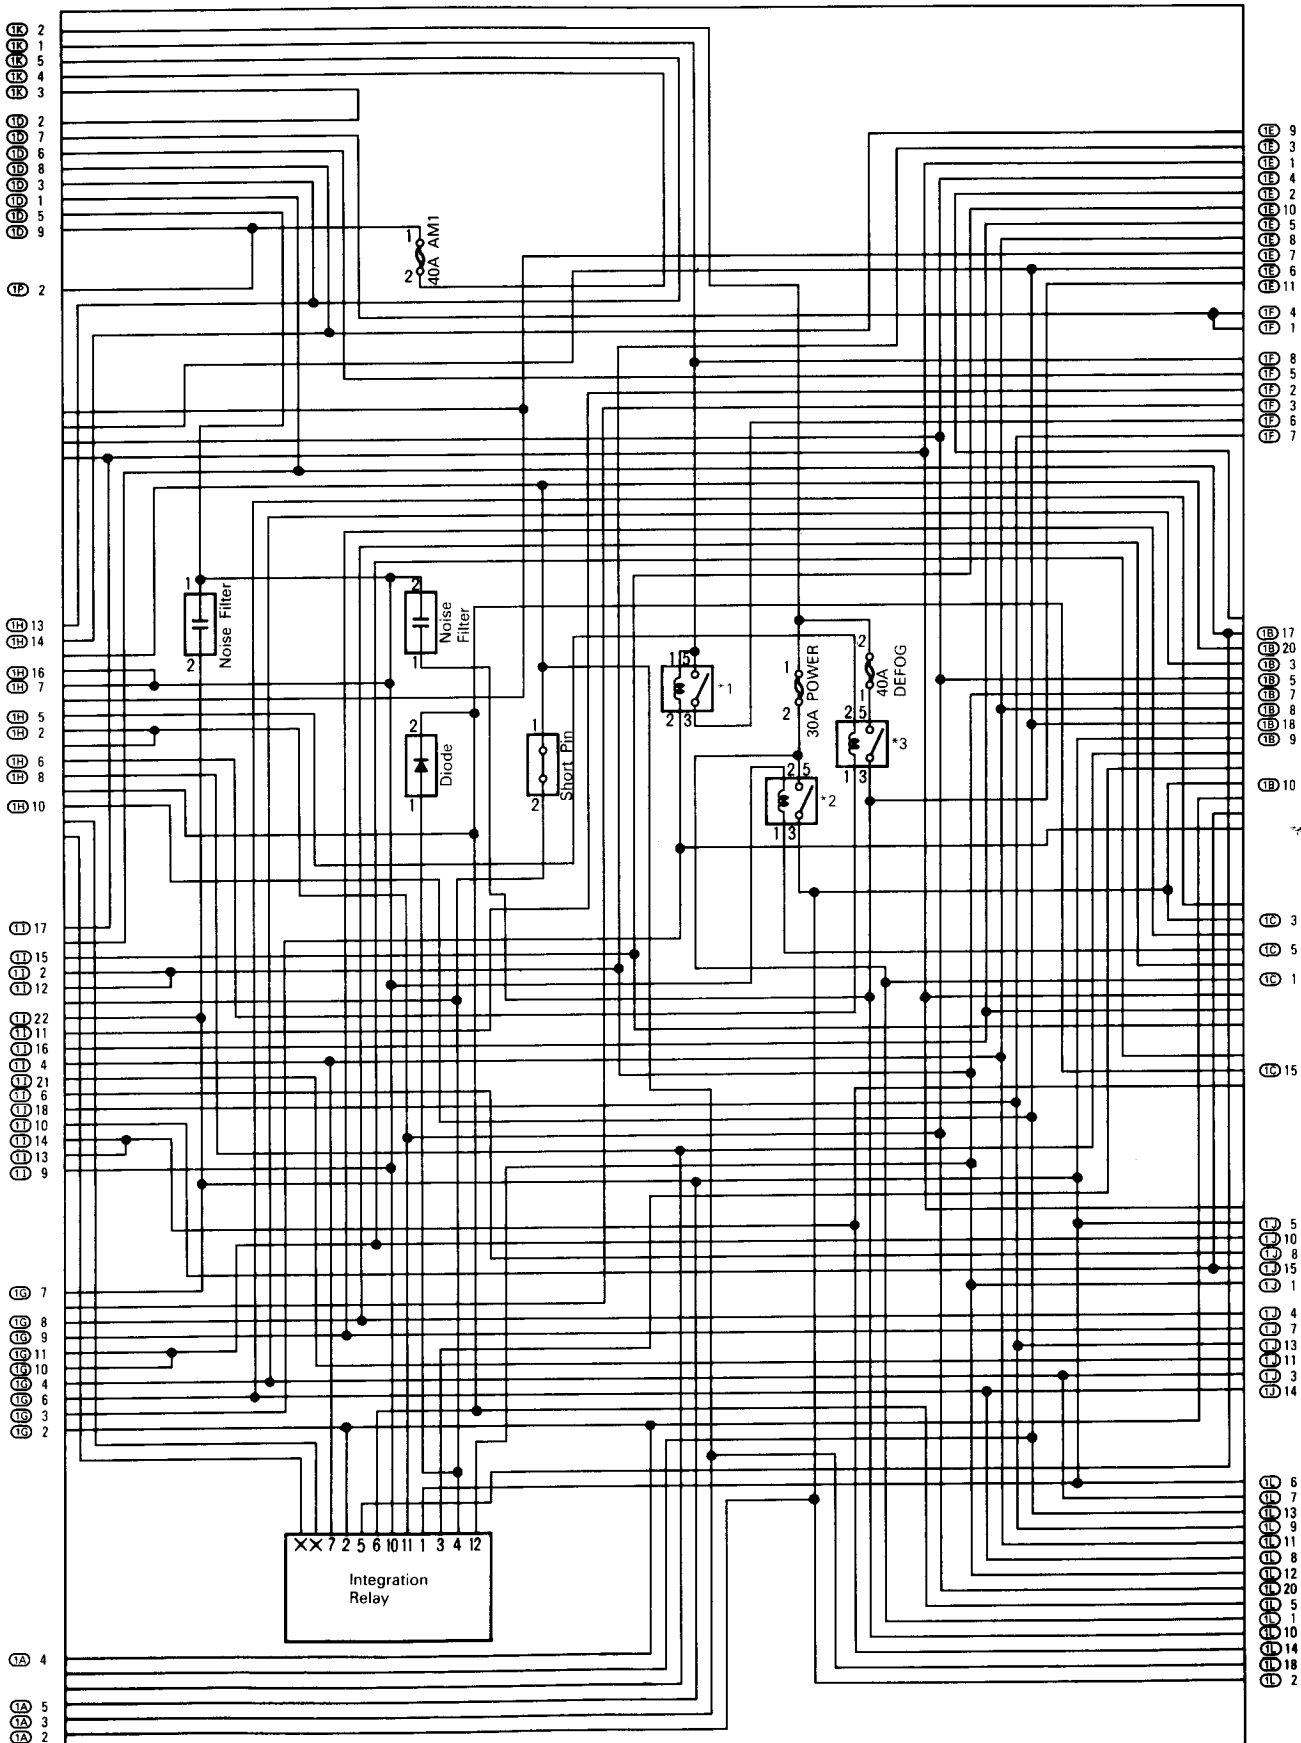 1K 2
1K 1
1K 5
1K 4
1K 3
1D 2
1D 7
1D 6
1D 8
1D 3
1D 1
1D 5
1D 9
1P 2
1H 13
1H 14
1H 16
1H 7
1H 5
1H 2
1H 6
1H 8
1H 10
1I 17
1I 15
1I 2
1I 12
1I 22
1I 11
1I 16
1I 4
1I 21
1I 6
1I 18
1I 10
1I 14
1I 13
1I 9
1G 7
1G 8
1G 9
1G 11
1G 10
1G 4
1G 6
1G 3
1G 2
1A 4
1A 5
1A 3
1A 2
1
2
40A AM1
1
2
Noise Filter
2
1
Noise
Filter
2
1
Diode
1
2
Short Pin
1 5
2 3
*1
1
2
30A POWER
2
1
40A
DEFOG
2 5
1 3
*3
2 5
1 3
*2
X X 7 2 5 6 10 11 1 3 4 12
Integration
Relay
1E 9
1E 3
1E 1
1E 4
1E 2
1E 10
1E 5
1E 8
1E 7
1E 6
1E 11
1F 4
1F 1
1F 8
1F 5
1F 2
1F 3
1F 6
1F 7
1B 17
1B 20
1B 3
1B 5
1B 7
1B 8
1B 18
1B 9
1B 10
1C 3
1C 5
1C 1
1C 15
1J 5
1J 10
1J 8
1J 15
1J 1
1J 4
1J 7
1J 13
1J 11
1J 3
1J 14
1L 6
1L 7
1L 13
1L 9
1L 11
1L 8
1L 12
1L 20
1L 5
1L 1
1L 10
1L 14
1L 18
1L 2